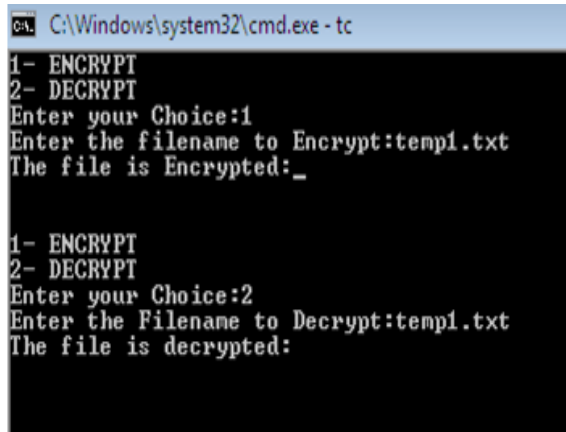 C:\Windows\system32\cmd.exe - tc
1- ENCRYPT
2- DECRYPT
Enter your Choice:1
Enter the filename to Encrypt:temp1.txt
The file is Encrypted:_
1- ENCRYPT
2- DECRYPT
Enter your Choice:2
Enter the Filename to Decrypt:temp1.txt
The file is decrypted: